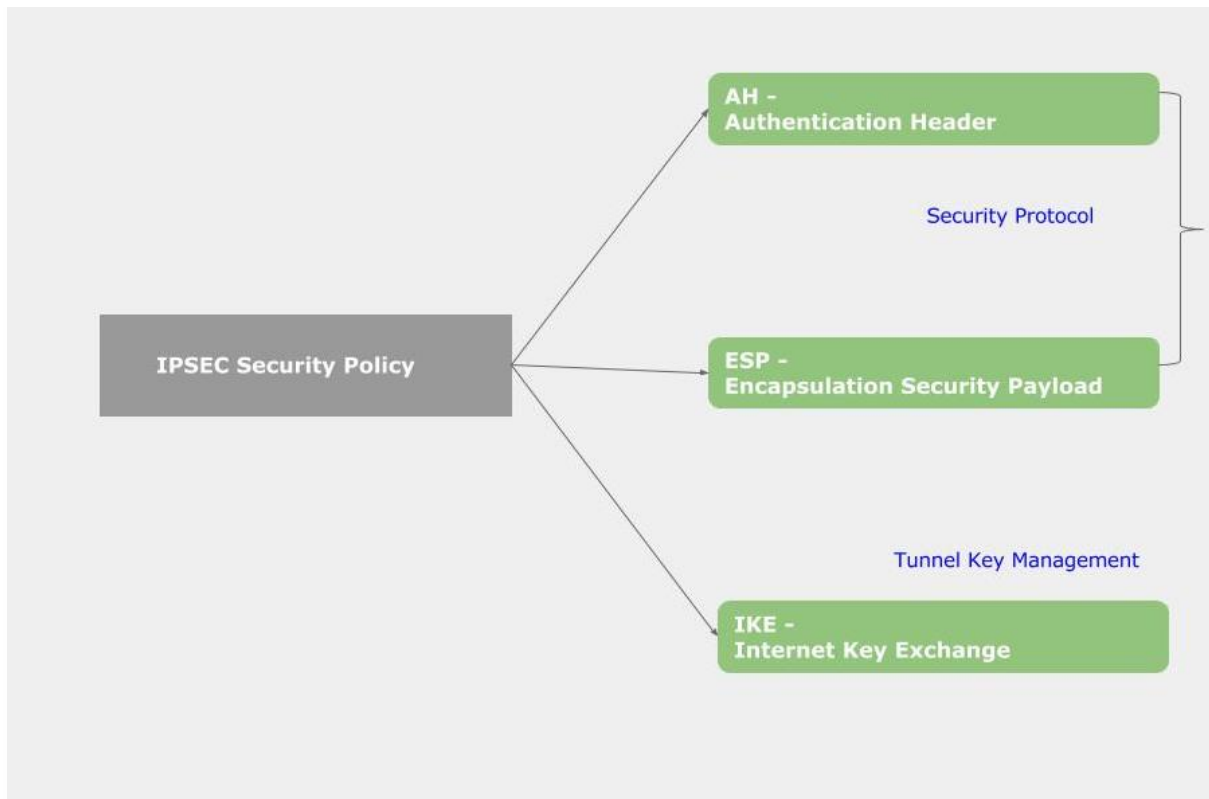 AH -
Authentication Header
Security Protocol
IPSEC Security Policy
ESP -
Encapsulation Security Payload
Tunnel Key Management
IKE -
Internet Key Exchange